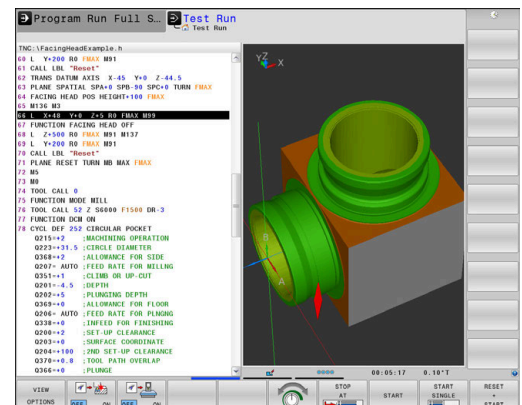 Program Run Full S...
Test Run
Test Run
TNC:\FacingHeadExample.h
60 L Y+200 R0 FMAX M91
61 CALL LBL "Reset"
62 TRANS DATUM AXIS X-45 Y+0 Z-44.5
63 PLANE SPATIAL SPA+0 SPB-90 SPC+0 TURN FMAX
64 FACING HEAD POS HEIGHT+100 FMAX
65 M136 M3
66 L X+48 Y+0 Z+5 R0 FMAX M99
67 FUNCTION FACING HEAD OFF
68 L Z+500 R0 FMAX M91 M137
69 L Y+200 R0 FMAX M91
70 CALL LBL "Reset"
71 PLANE RESET TURN MB MAX FMAX
72 M5
73 M0
74 TOOL CALL 0
75 FUNCTION MODE MILL
76 TOOL CALL 52 Z S6000 F1500 DR-3
77 FUNCTION DCM ON
78 CYCL DEF 252 CIRCULAR POCKET
Q215=+2 ;MACHINING OPERATION
Q223=+31.5 ;CIRCLE DIAMETER
Q368=+2 ;ALLOWANCE FOR SIDE
Q207= AUTO ;FEED RATE FOR MILLNG
Q351=+1 ;CLIMB OR UP-CUT
Q201=-4.5 ;DEPTH
Q202=+5 ;PLUNGING DEPTH
Q369=+0 ;ALLOWANCE FOR FLOOR
Q206= AUTO ;FEED RATE FOR PLNGNG
Q338=+0 ;INFEED FOR FINISHING
Q200=+2 ;SET-UP CLEARANCE
Q203=+0 ;SURFACE COORDINATE
Q204=+100 ;2ND SET-UP CLEARANCE
Q370=+0.8 ;TOOL PATH OVERLAP
Q366=+0 ;PLUNGE
Y Z X
B
A
00:05:17 0.10*T
VIEW
OPTIONS
OFF ON
OFF ON
STOP
AT
START
START
SINGLE
RESET
+
START